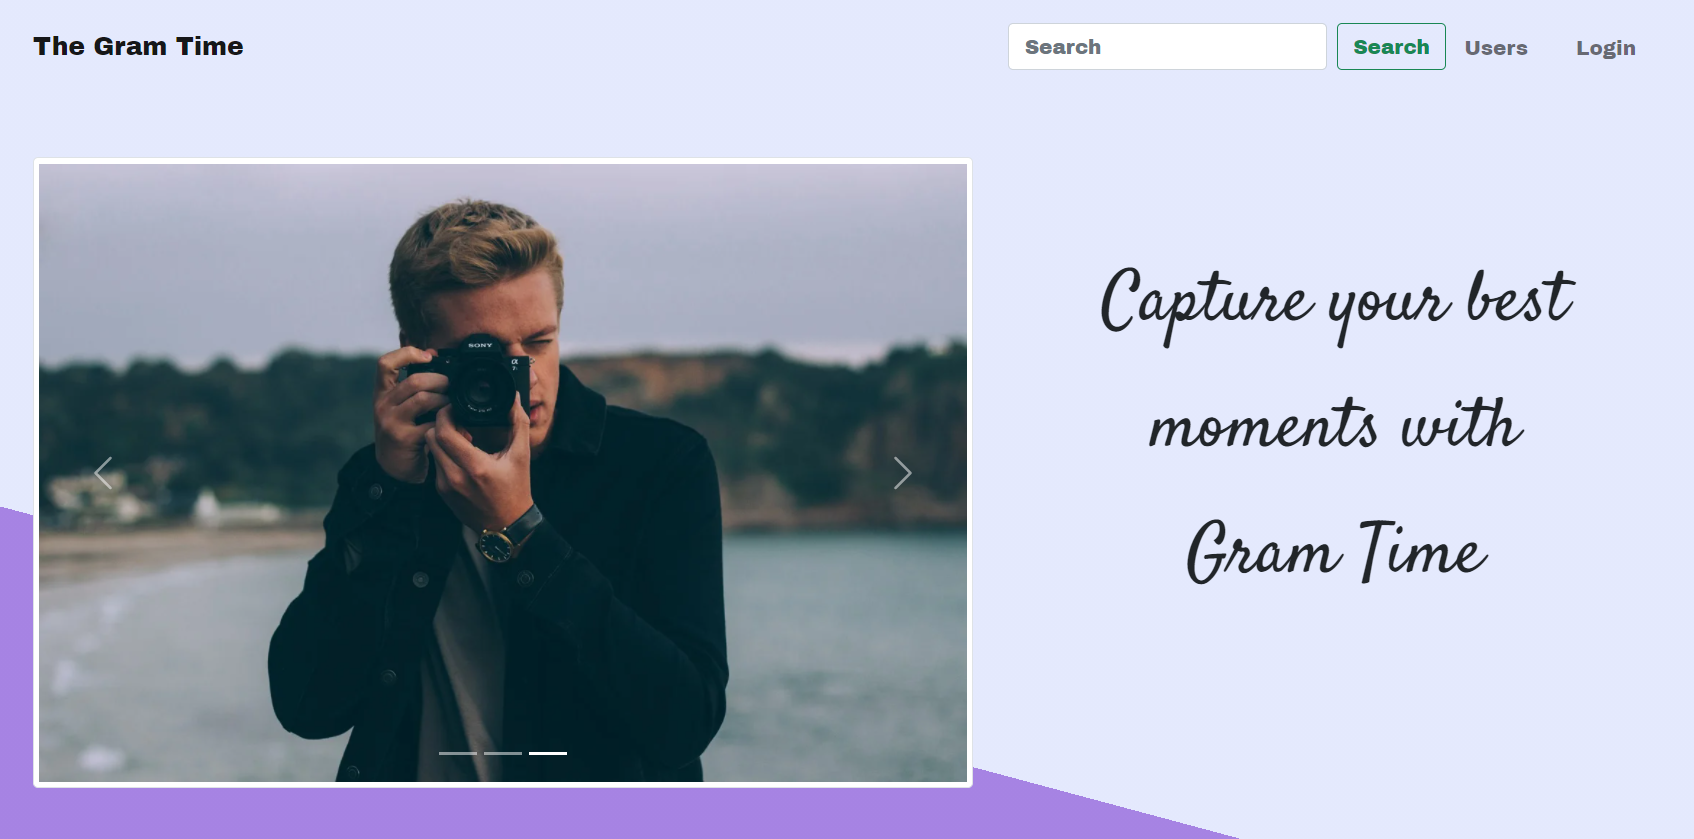 The Gram Time
Search
Search
Users
Login
SONY
Capture your best
moments with
Gram Time